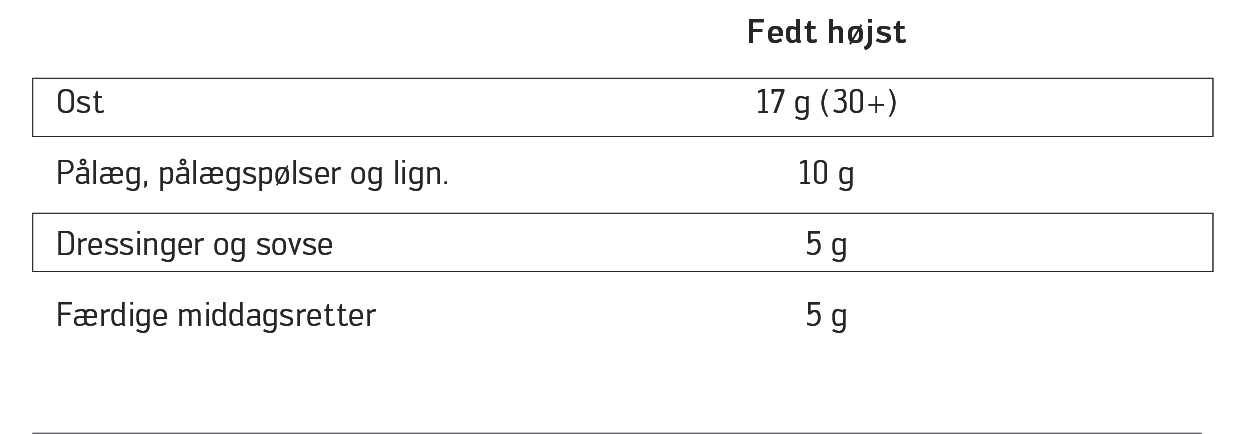 Fedt højst
Ost 17 g (30+)
Pålæg, pålægspølser og lign. 10 g
Dressinger og sovse 5 g
Færdige middagsretter 5 g